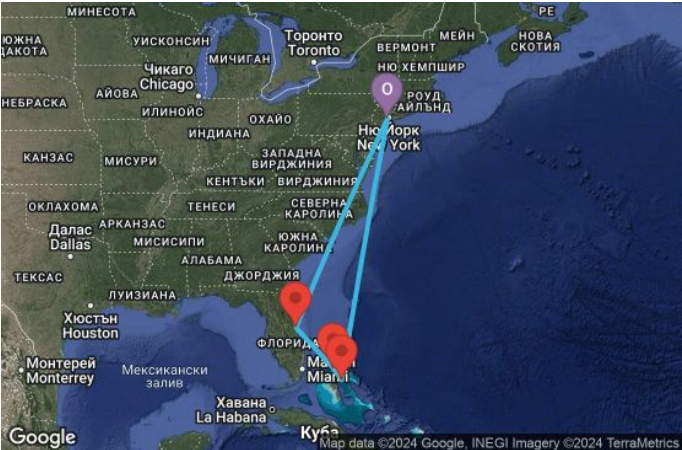 МИНЕСОТА
РЕ
ЮЖНА
ДАКОТА
УИСКОНСИН
МИЧИГАН
Торонто
Toronto
ВЕРМОНТ
МЕЙН
НОВА
СКОТИЯ
Чикаго
Chicago
НЮ ХЕМПШИР
НЕБРАСКА
АЙОВА
О
РОУД
АЙЛЪНД
ИЛИНОЙС
ОХАЙО
ИНДИАНА
Ню Йорк
New York
КАНЗАС
МИСУРИ
ЗАПАДНА
ВИРДЖИНИЯ
КЕНТЪКИ
ВИРДЖИНИЯ
ОКЛАХОМА
АРКАНЗАС
ТЕНЕСИ
СЕВЕРНА
КАРОЛИНА
Далас
Dallas
МИСИСИПИ
ЮЖНА
КАРОЛИНА
АЛАБАМА
ТЕКСАС
ДЖОРДЖИЯ
ЛУИЗИАНА
Хюстън
Houston
ФЛОРИДА
Монтерей
Monterrey
Мексикански
залив
Miami
Хавана
La Habana
Куба
Google
Map data ©2024 Google, INEGI Imagery ©2024 TerraMetrics